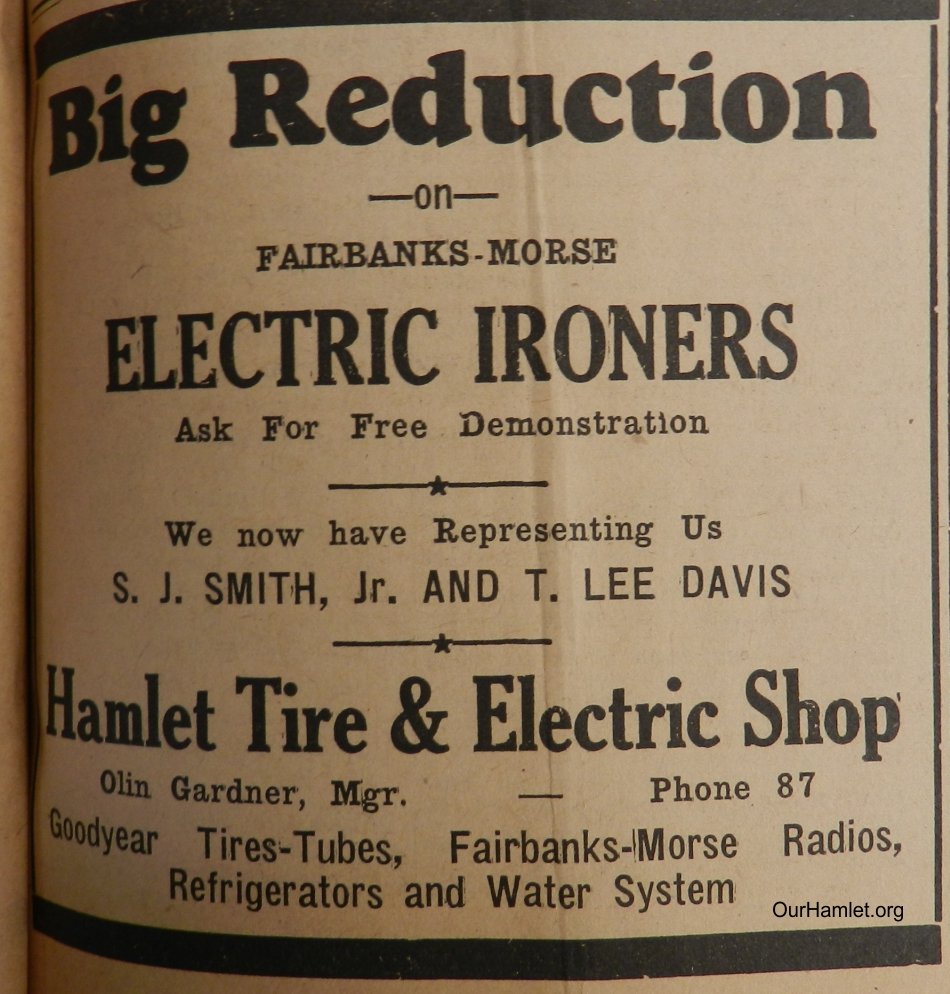 Big Reduction
—on—
FAIRBANKS-MORSE
ELECTRIC IRONERS
Ask For Free Demonstration
We now have Representing Us
S. J. SMITH, Jr. AND T. LEE DAVIS
Hamlet Tire & Electric Shop
Olin Gardner, Mgr. — Phone 87
Goodyear Tires-Tubes, Fairbanks-Morse Radios,
Refrigerators and Water System
OurHamlet.org